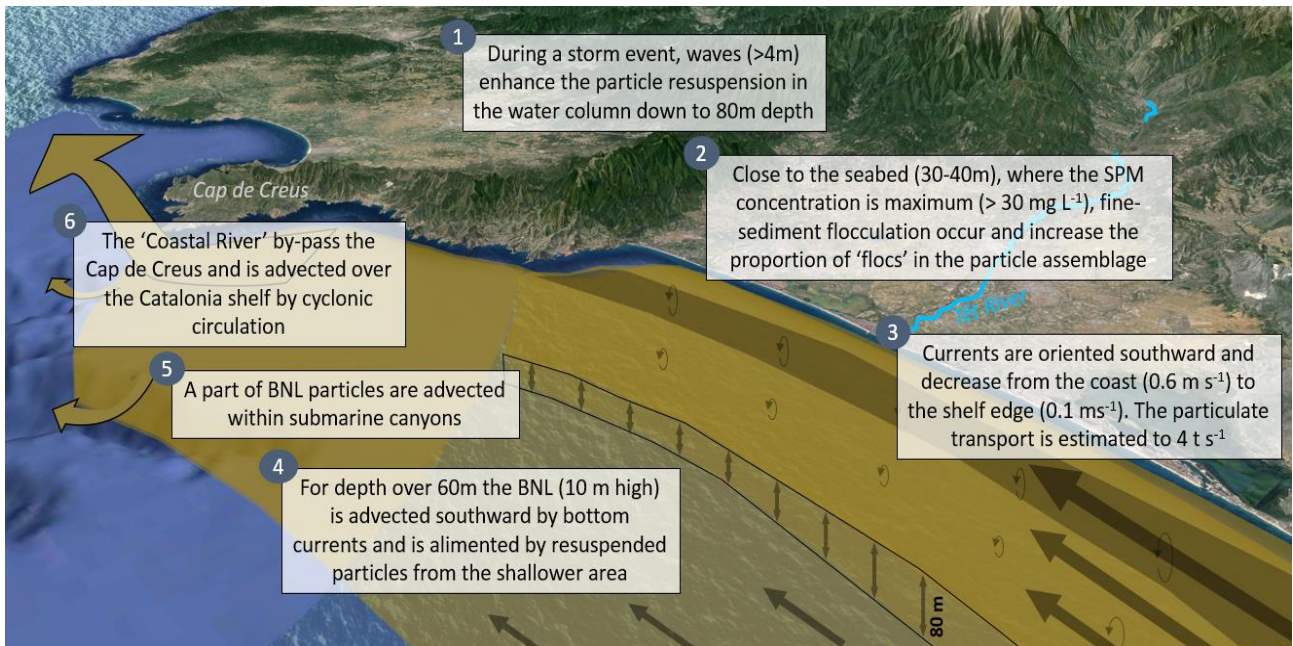 1
During a storm event, waves (>4m)
enhance the particle resuspension in
the water column down to 80m depth
2
Close to the seabed (30-40m), where the SPM
concentration is maximum (> 30 mg L⁻¹), fine-
sediment flocculation occur and increase the
proportion of ‘flocs’ in the particle assemblage
Cap de Creus
6
The ‘Coastal River’ by-pass the
Cap de Creus and is advected over
the Catalonia shelf by cyclonic
circulation
Têt River
3
Currents are oriented southward and
decrease from the coast (0.6 m s⁻¹) to
the shelf edge (0.1 ms⁻¹). The particulate
transport is estimated to 4 t s⁻¹
5
A part of BNL particles are advected
within submarine canyons
4
For depth over 60m the BNL (10 m high)
is advected southward by bottom
currents and is alimented by resuspended
particles from the shallower area
80 m